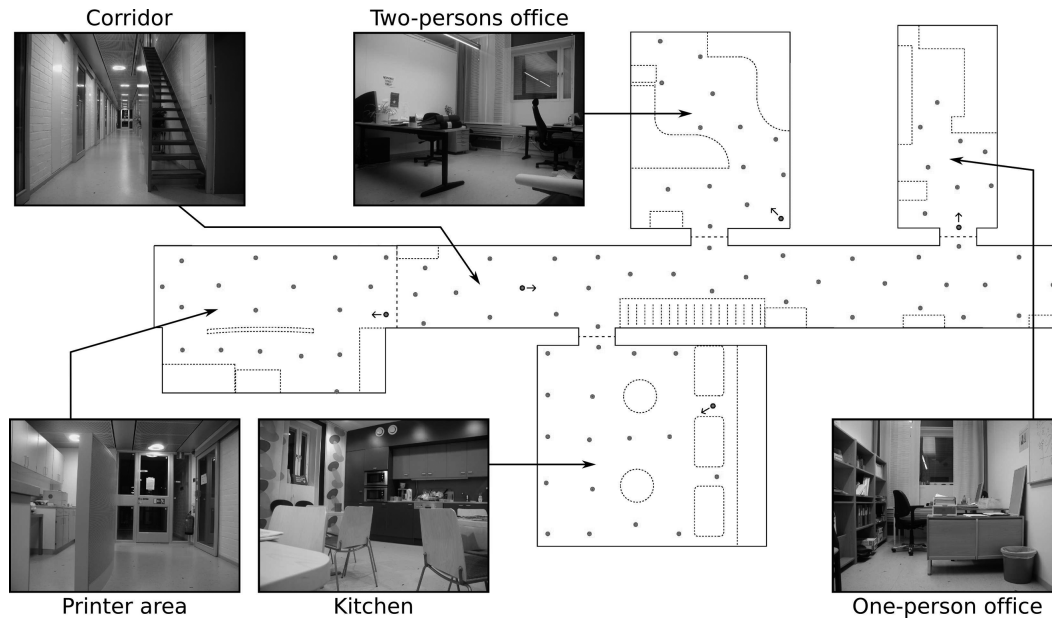 Corridor
Two-persons office
Printer area
Kitchen
One-person office